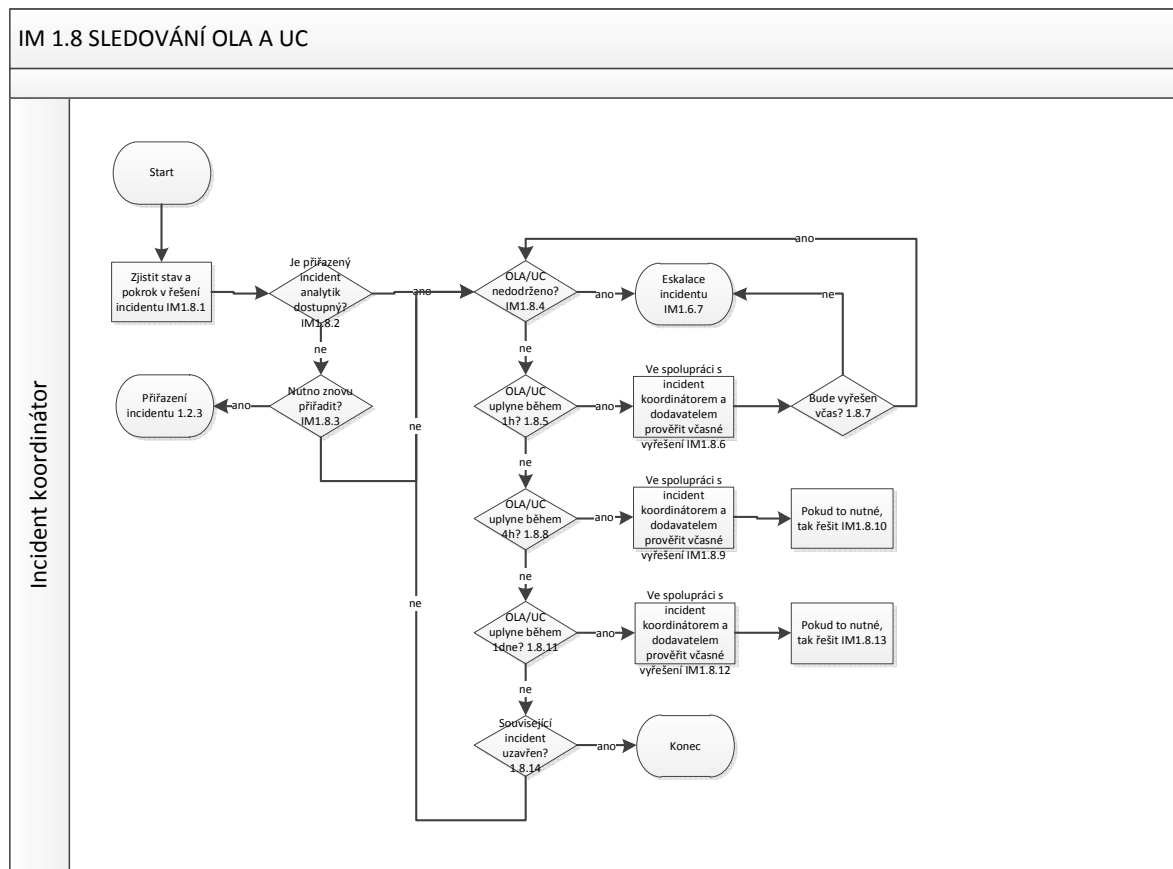 IM 1.8 SLEDOVÁNÍ OLA A UC
Incident koordinátor
Start
Zjistit stav a
pokrok v řešení
incidentu IM1.8.1
Je přiřazený
incident
analytik
dostupný?
IM1.8.2
ano
ne
Nutno znovu
přiřadit?
IM1.8.3
ano
Přiřazení
incidentu 1.2.3
ne
OLA/UC
nedodrženo?
IM1.8.4
ano
Eskalace
incidentu
IM1.6.7
ne
ano
ne
OLA/UC
uplyne během
1h? 1.8.5
ano
Ve spolupráci s
incident
koordinátorem a
dodavatelem
prověřit včasné
vyřešení IM1.8.6
Bude vyřešen
včas? 1.8.7
ne
OLA/UC
uplyne během
4h? 1.8.8
ano
Ve spolupráci s
incident
koordinátorem a
dodavatelem
prověřit včasné
vyřešení IM1.8.9
Pokud to nutné,
tak řešit IM1.8.10
ne
OLA/UC
uplyne během
1dne? 1.8.11
ano
Ve spolupráci s
incident
koordinátorem a
dodavatelem
prověřit včasné
vyřešení IM1.8.12
Pokud to nutné,
tak řešit IM1.8.13
ne
Související
incident
uzavřen?
1.8.14
ano
Konec
ne